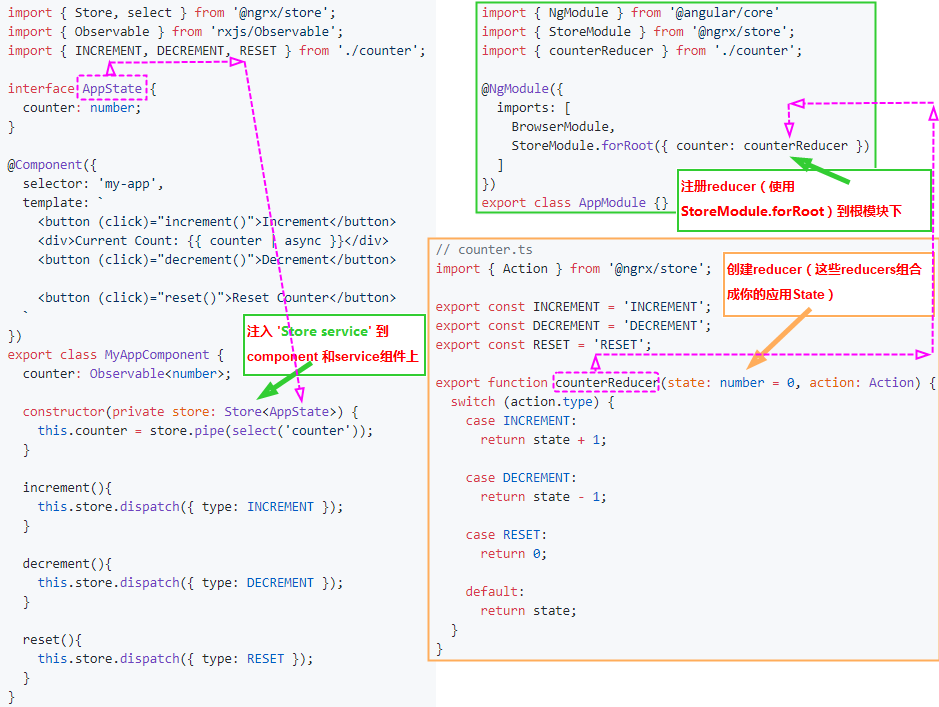 import { Store, select } from '@ngrx/store';
import { Observable } from 'rxjs/Observable';
import { INCREMENT, DECREMENT, RESET } from './counter';

interface AppState {
  counter: number;
}

@Component({
  selector: 'my-app',
  template: `
    <button (click)="increment()">Increment</button>
    <div>Current Count: {{ counter | async }}</div>
    <button (click)="decrement()">Decrement</button>

    <button (click)="reset()">Reset Counter</button>
  `
})
export class MyAppComponent {
  counter: Observable<number>;

  constructor(private store: Store<AppState>) {
    this.counter = store.pipe(select('counter'));
  }

  increment(){
    this.store.dispatch({ type: INCREMENT });
  }

  decrement(){
    this.store.dispatch({ type: DECREMENT });
  }

  reset(){
    this.store.dispatch({ type: RESET });
  }
}
注入 'Store service' 到
component 和service组件上
import { NgModule } from '@angular/core'
import { StoreModule } from '@ngrx/store';
import { counterReducer } from './counter';

@NgModule({
  imports: [
    BrowserModule,
    StoreModule.forRoot({ counter: counterReducer })
  ]
})
export class AppModule {}
注册reducer（使用
StoreModule.forRoot）到根模块下
// counter.ts
import { Action } from '@ngrx/store';

export const INCREMENT = 'INCREMENT';
export const DECREMENT = 'DECREMENT';
export const RESET = 'RESET';

export function counterReducer(state: number = 0, action: Action) {
  switch (action.type) {
    case INCREMENT:
      return state + 1;

    case DECREMENT:
      return state - 1;

    case RESET:
      return 0;

    default:
      return state;
  }
}
创建reducer（这些reducers组合
成你的应用State）